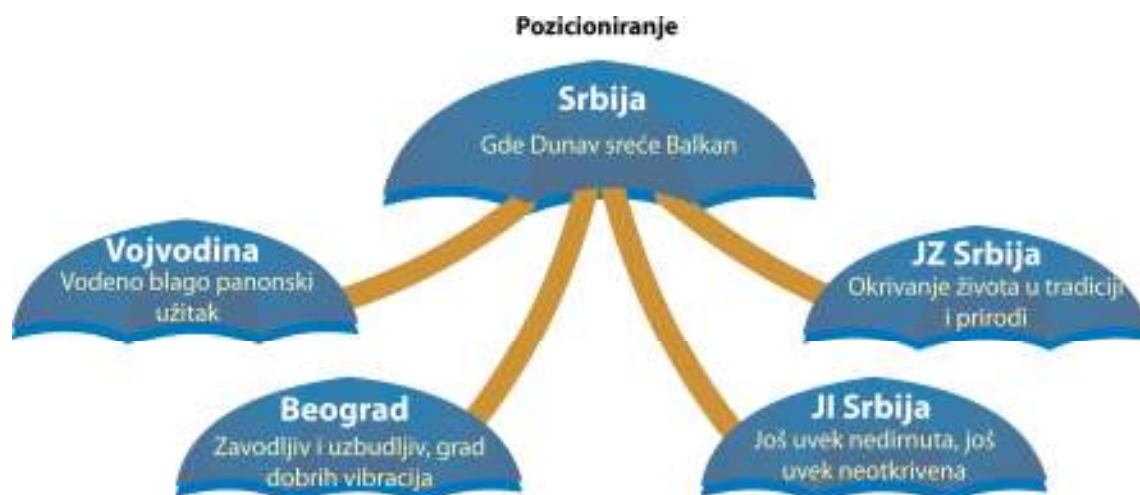 Pozicioniranje
Srbija
Gde Dunav sreće Balkan
Vojvodina
Vodeno blago panonski
užitak
JZ Srbija
Okrivanje života u tradiciji
i prirodi
Beograd
Zavodljiv i uzbudljiv, grad
dobrih vibracija
JI Srbija
Još uvek nedirnuta, još
uvek neotkrivena